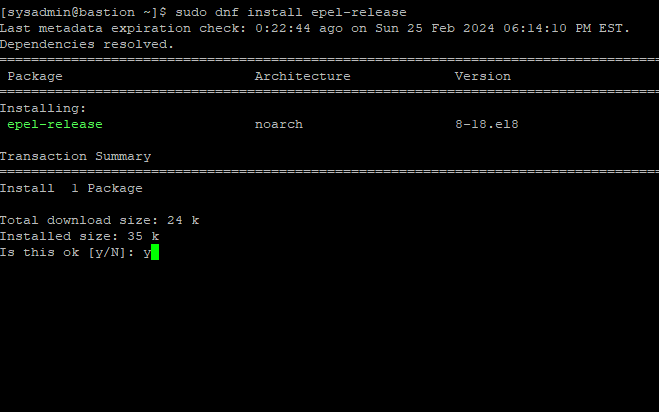 [sysadmin@bastion ~]$ sudo dnf install epel-release
Last metadata expiration check: 0:22:44 ago on Sun 25 Feb 2024 06:14:10 PM EST.
Dependencies resolved.
================================================================================
Package Architecture Version
================================================================================
Installing:
epel-release noarch 8-18.el8
Transaction Summary
================================================================================
Install 1 Package
Total download size: 24 k
Installed size: 35 k
Is this ok [y/N]: y